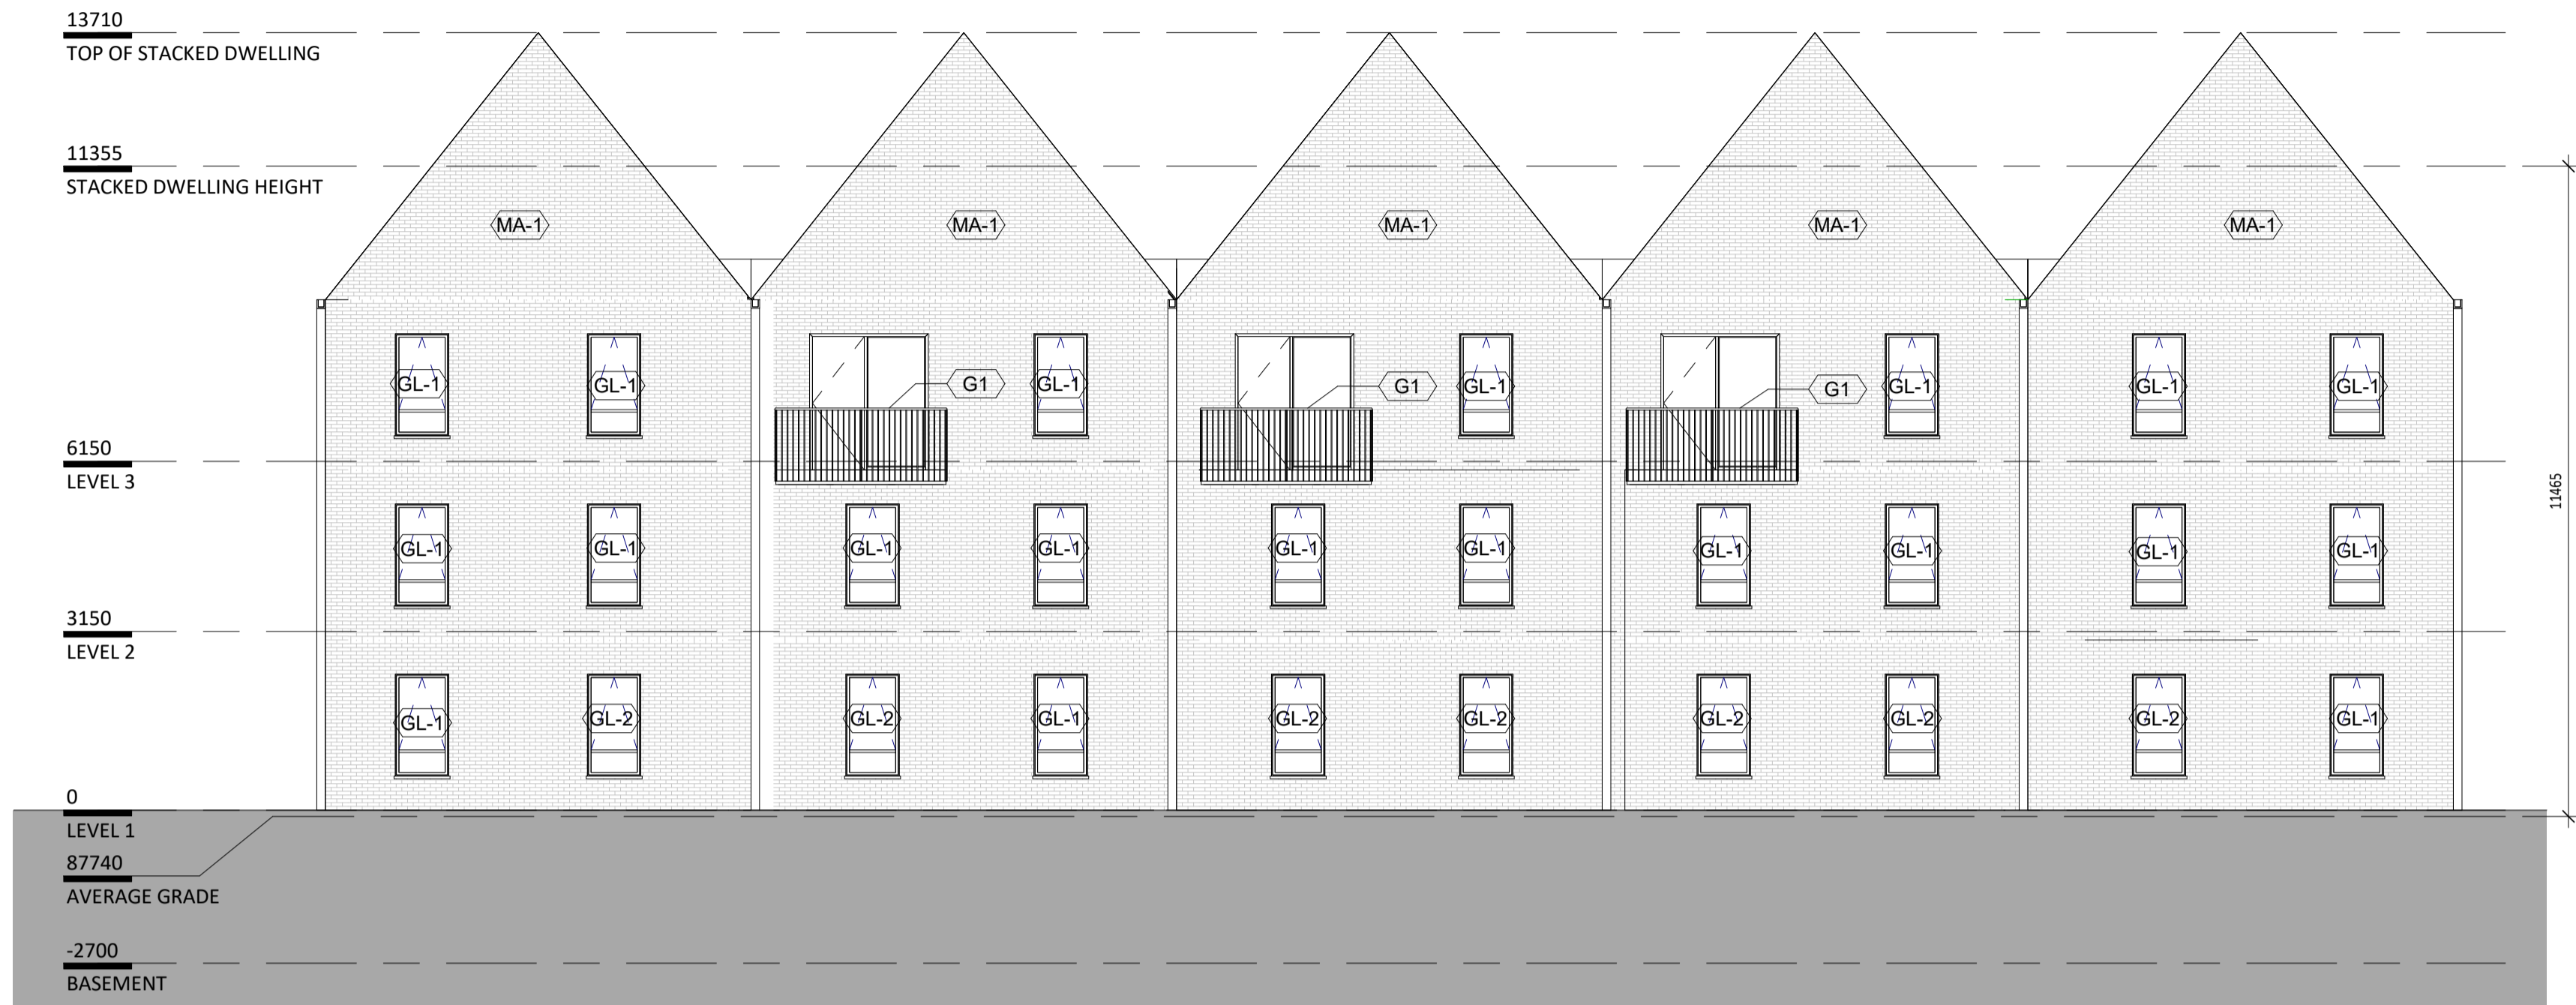 13710
TOP OF STACKED DWELLING
11355
STACKED DWELLING HEIGHT
MA-1 MA-1 MA-1 MA-1 MA-1
GL-1 GL-1 G1 GL-1 G1 GL-1 G1 GL-1 GL-1 GL-1
6150
LEVEL 3
11465
GL-1 GL-1 GL-1 GL-1 GL-1 GL-1 GL-1 GL-1 GL-1 GL-1
3150
LEVEL 2
GL-1 GL-2 GL-2 GL-1 GL-2 GL-2 GL-2 GL-2 GL-2 GL-1
0
LEVEL 1
87740
AVERAGE GRADE
-2700
BASEMENT